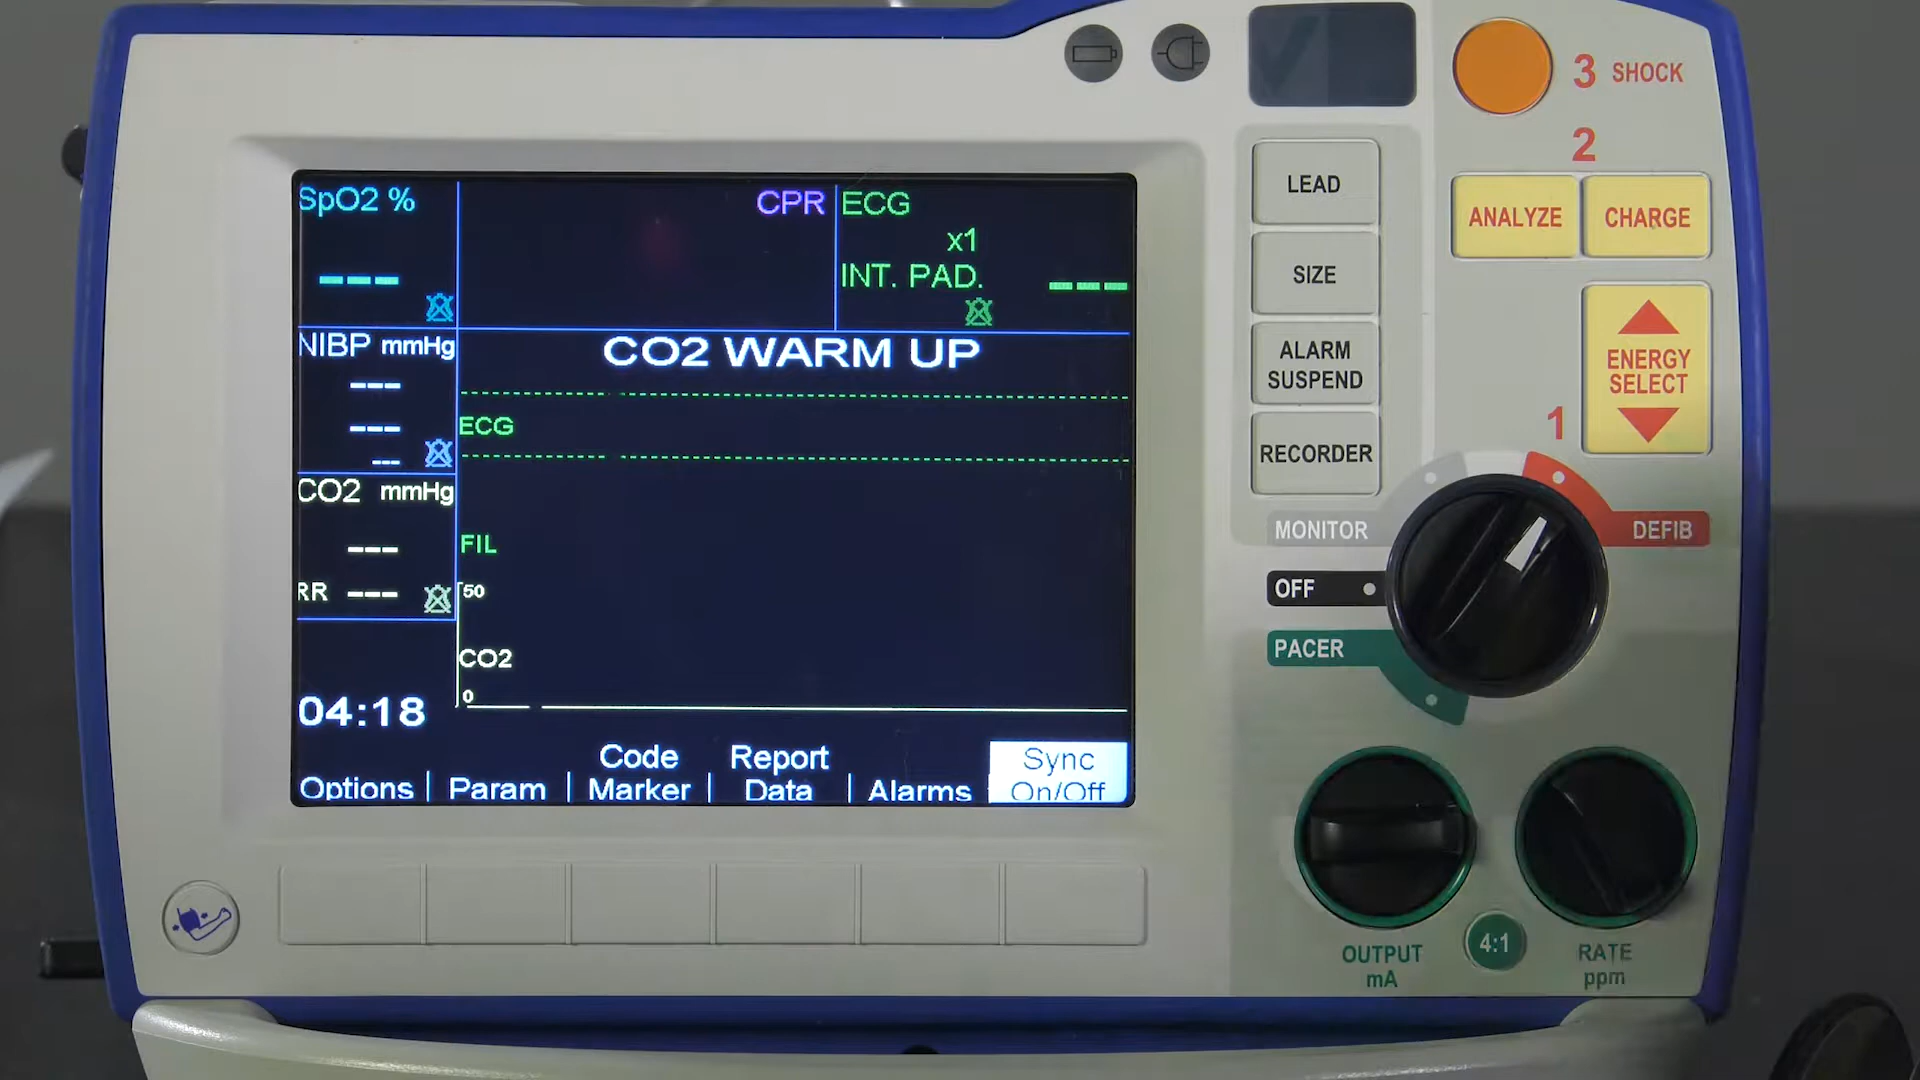 3 SHOCK
2
ANALYZE
CHARGE
ENERGY
SELECT
1
LEAD
SIZE
ALARM
SUSPEND
RECORDER
MONITOR
DEFIB
OFF
PACER
OUTPUT
mA
4:1
RATE
ppm
SpO2 %
---
CPR
ECG
x1
INT. PAD.
---
NIBP mmHg
---
---
---
CO2 WARM UP
ECG
CO2 mmHg
---
RR ---
FIL
50
CO2
0
04:18
Options
Param
Code
Marker
Report
Data
Alarms
Sync
On/Off